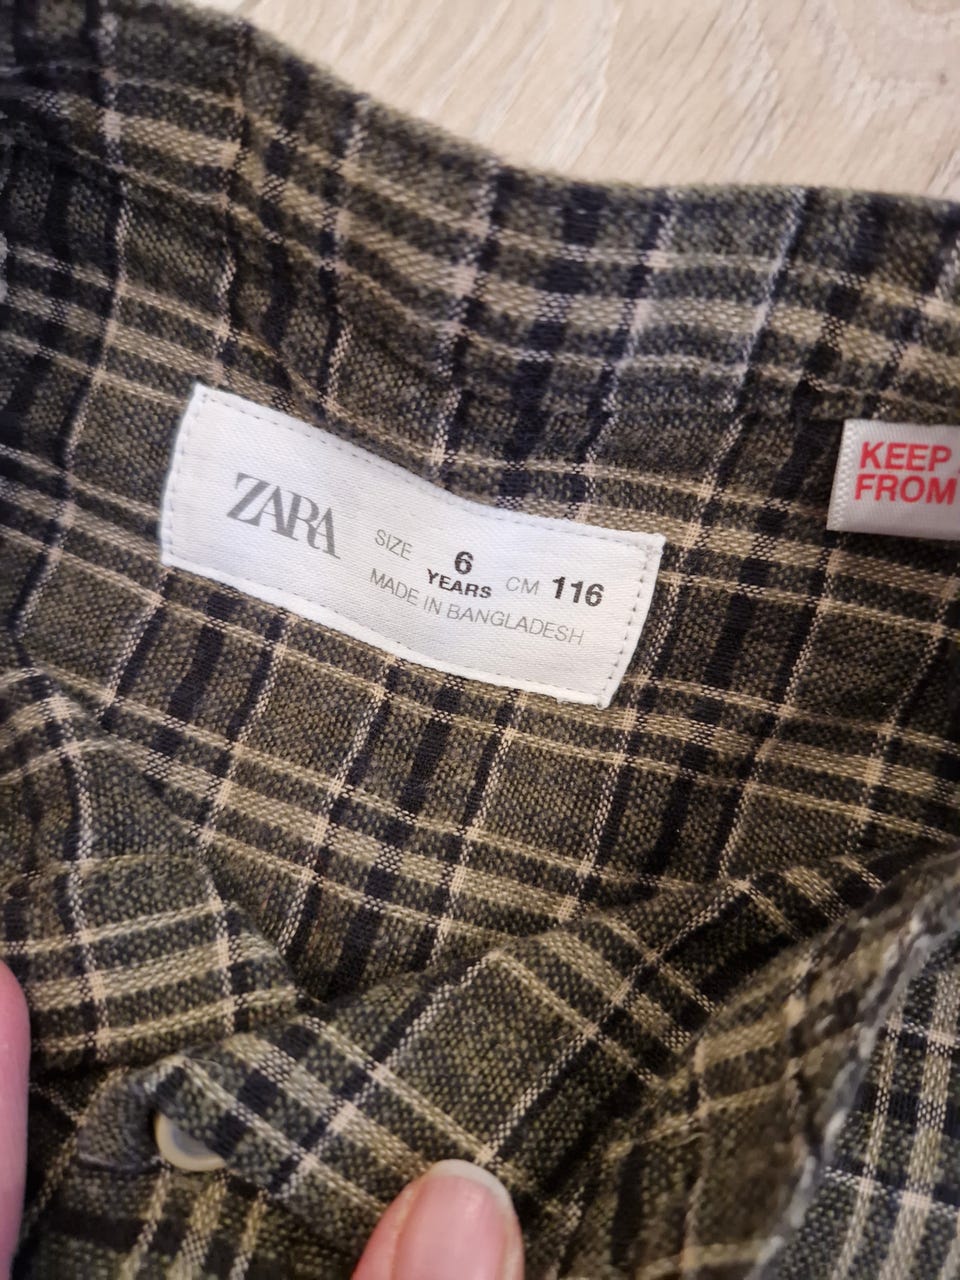 ZARA
SIZE 6 YEARS CM 116
MADE IN BANGLADESH
KEEP
FROM